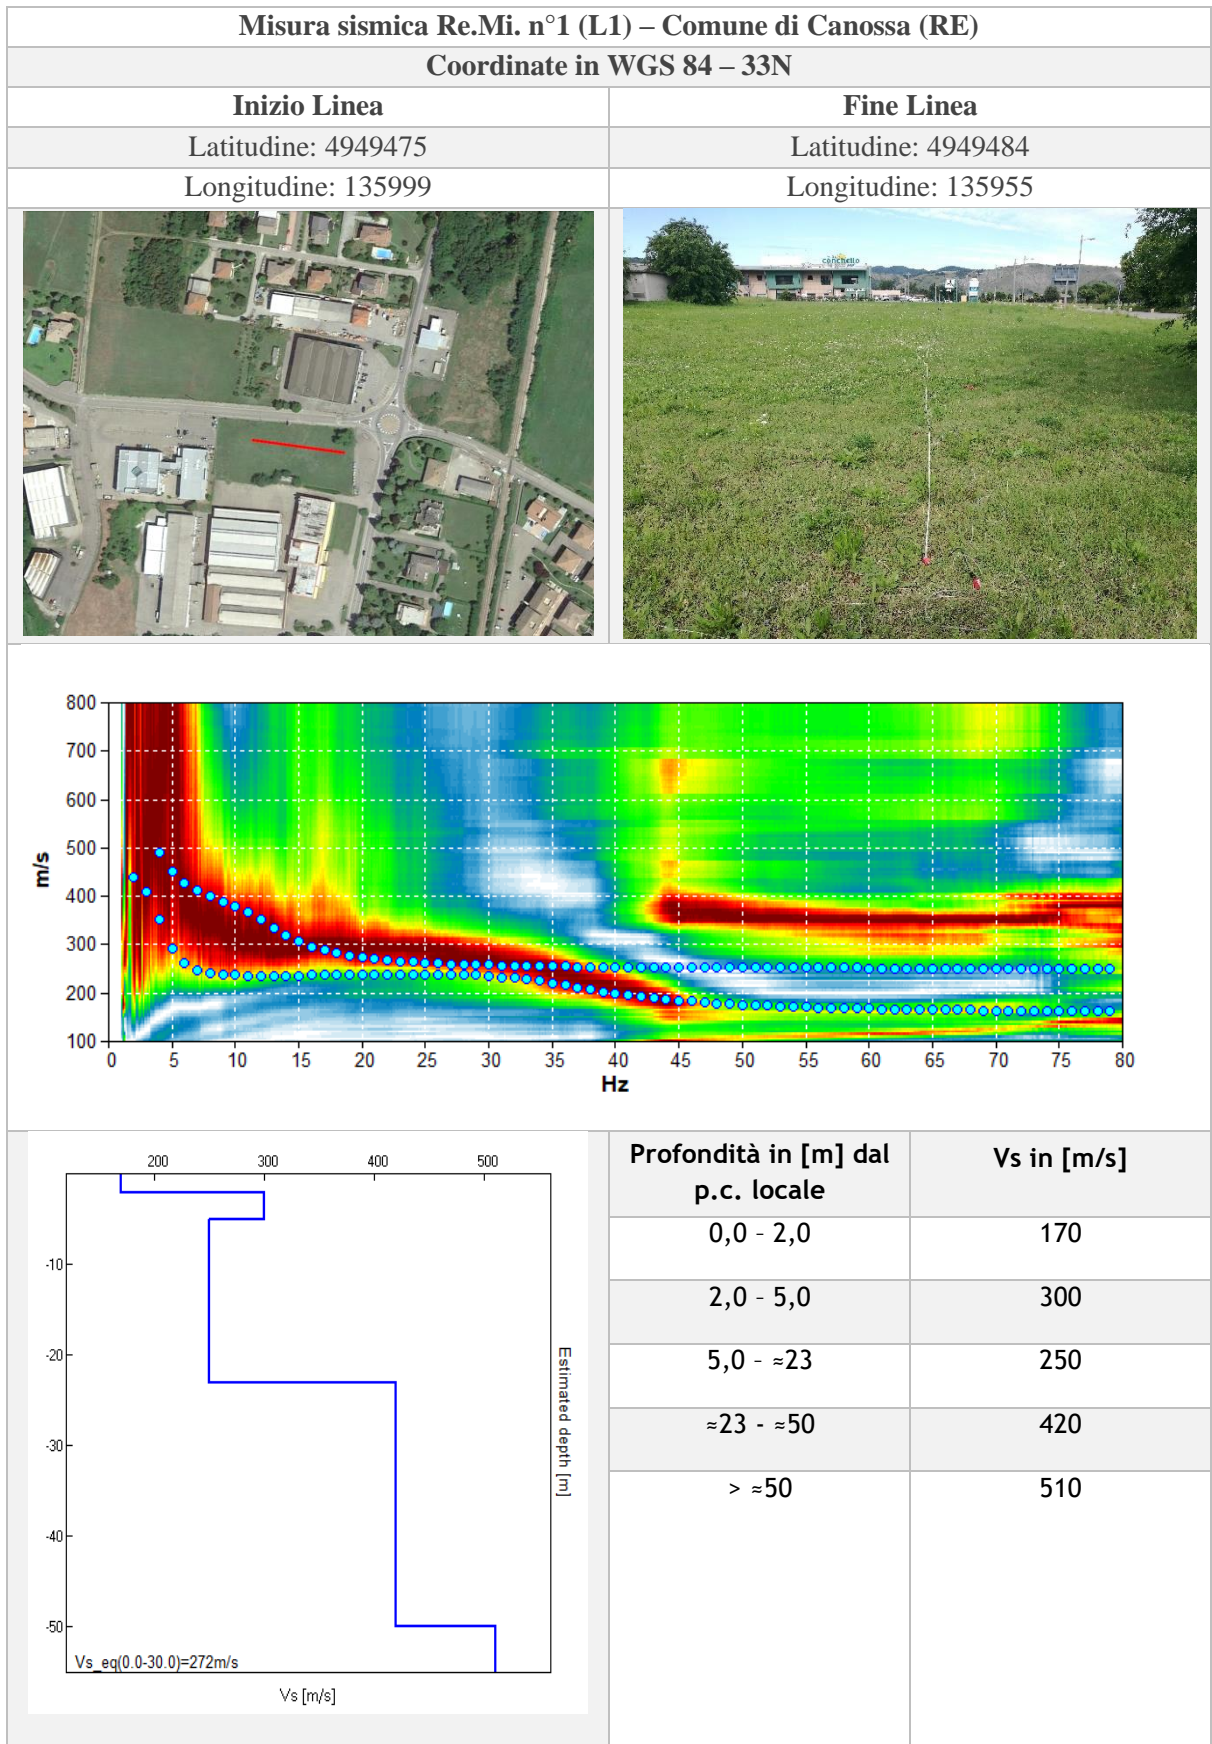 Misura sismica Re.Mi. n°1 (L1) – Comune di Canossa (RE)
Coordinate in WGS 84 – 33N
Inizio Linea
Fine Linea
Latitudine: 4949475
Latitudine: 4949484
Longitudine: 135999
Longitudine: 135955
conchello
800
700
600
500
400
300
200
100
m/s
0 5 10 15 20 25 30 35 40 45 50 55 60 65 70 75 80
Hz
200 300 400 500
-10
-20
-30
-40
-50
Estimated depth [m]
Vs_eq(0.0-30.0)=272m/s
Vs [m/s]
Profondità in [m] dal
p.c. locale
Vs in [m/s]
0,0 – 2,0
170
2,0 – 5,0
300
5,0 – ≈23
250
≈23 - ≈50
420
> ≈50
510